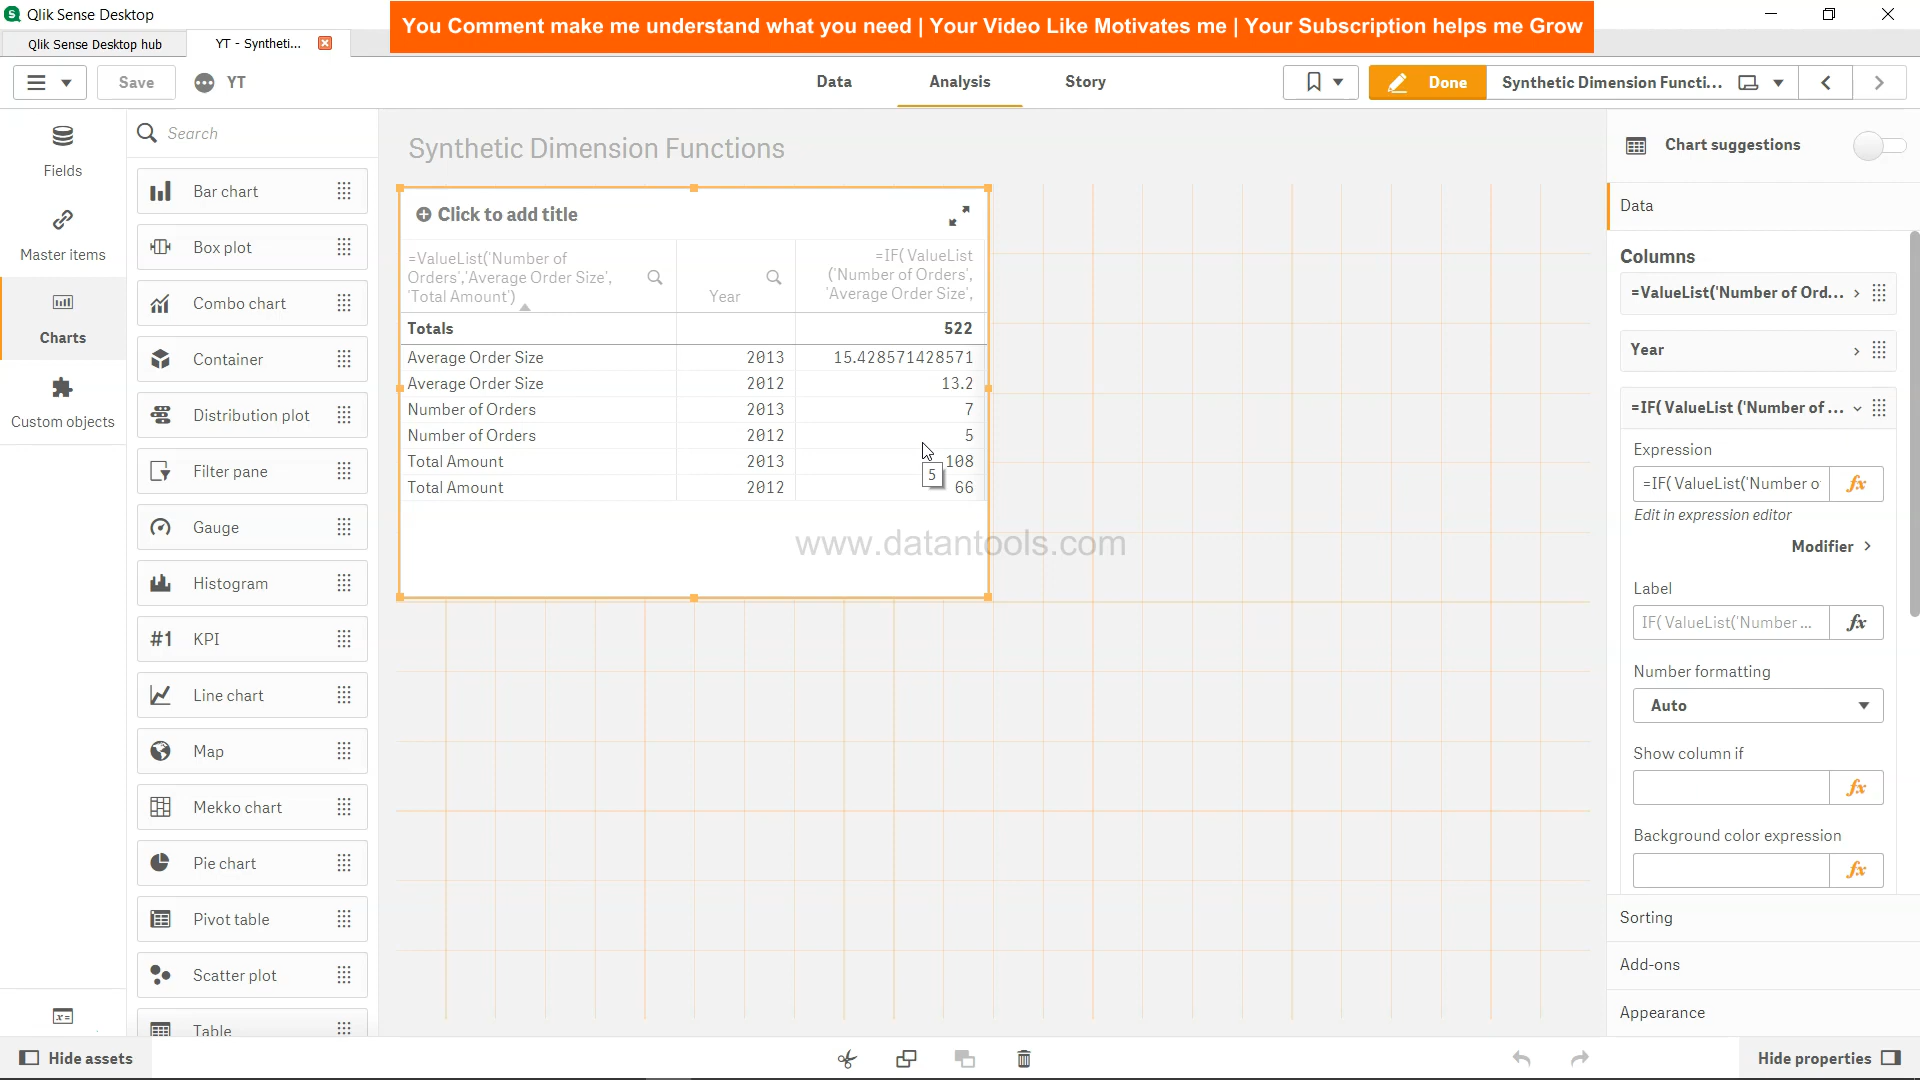 Qlik Sense Desktop
You Comment make me understand what you need | Your Video Like Motivates me | Your Subscription helps me Grow
Qlik Sense Desktop hub
YT - Syntheti...
Save
YT
Data
Analysis
Story
Done
Synthetic Dimension Functi...
Fields
Master items
Charts
Custom objects
Search
Bar chart
Box plot
Combo chart
Container
Distribution plot
Filter pane
Gauge
Histogram
#1 KPI
Line chart
Map
Mekko chart
Pie chart
Pivot table
Scatter plot
Table
Synthetic Dimension Functions
Click to add title
=ValueList('Number of
Orders','Average Order Size',
'Total Amount')
Year
=IF( ValueList
('Number of Orders',
'Average Order Size',
Totals 522
Average Order Size 2013 15.428571428571
Average Order Size 2012 13.2
Number of Orders 2013 7
Number of Orders 2012 5
Total Amount 2013 108
Total Amount 2012 66
5
www.datantools.com
Chart suggestions
Data
Columns
=ValueList('Number of Ord...
Year
=IF( ValueList ('Number of ...
Expression
=IF( ValueList('Number o
fx
Edit in expression editor
Modifier
Label
IF( ValueList('Number ...
fx
Number formatting
Auto
Show column if
fx
Background color expression
fx
Sorting
Add-ons
Appearance
x=
Hide assets
Hide properties